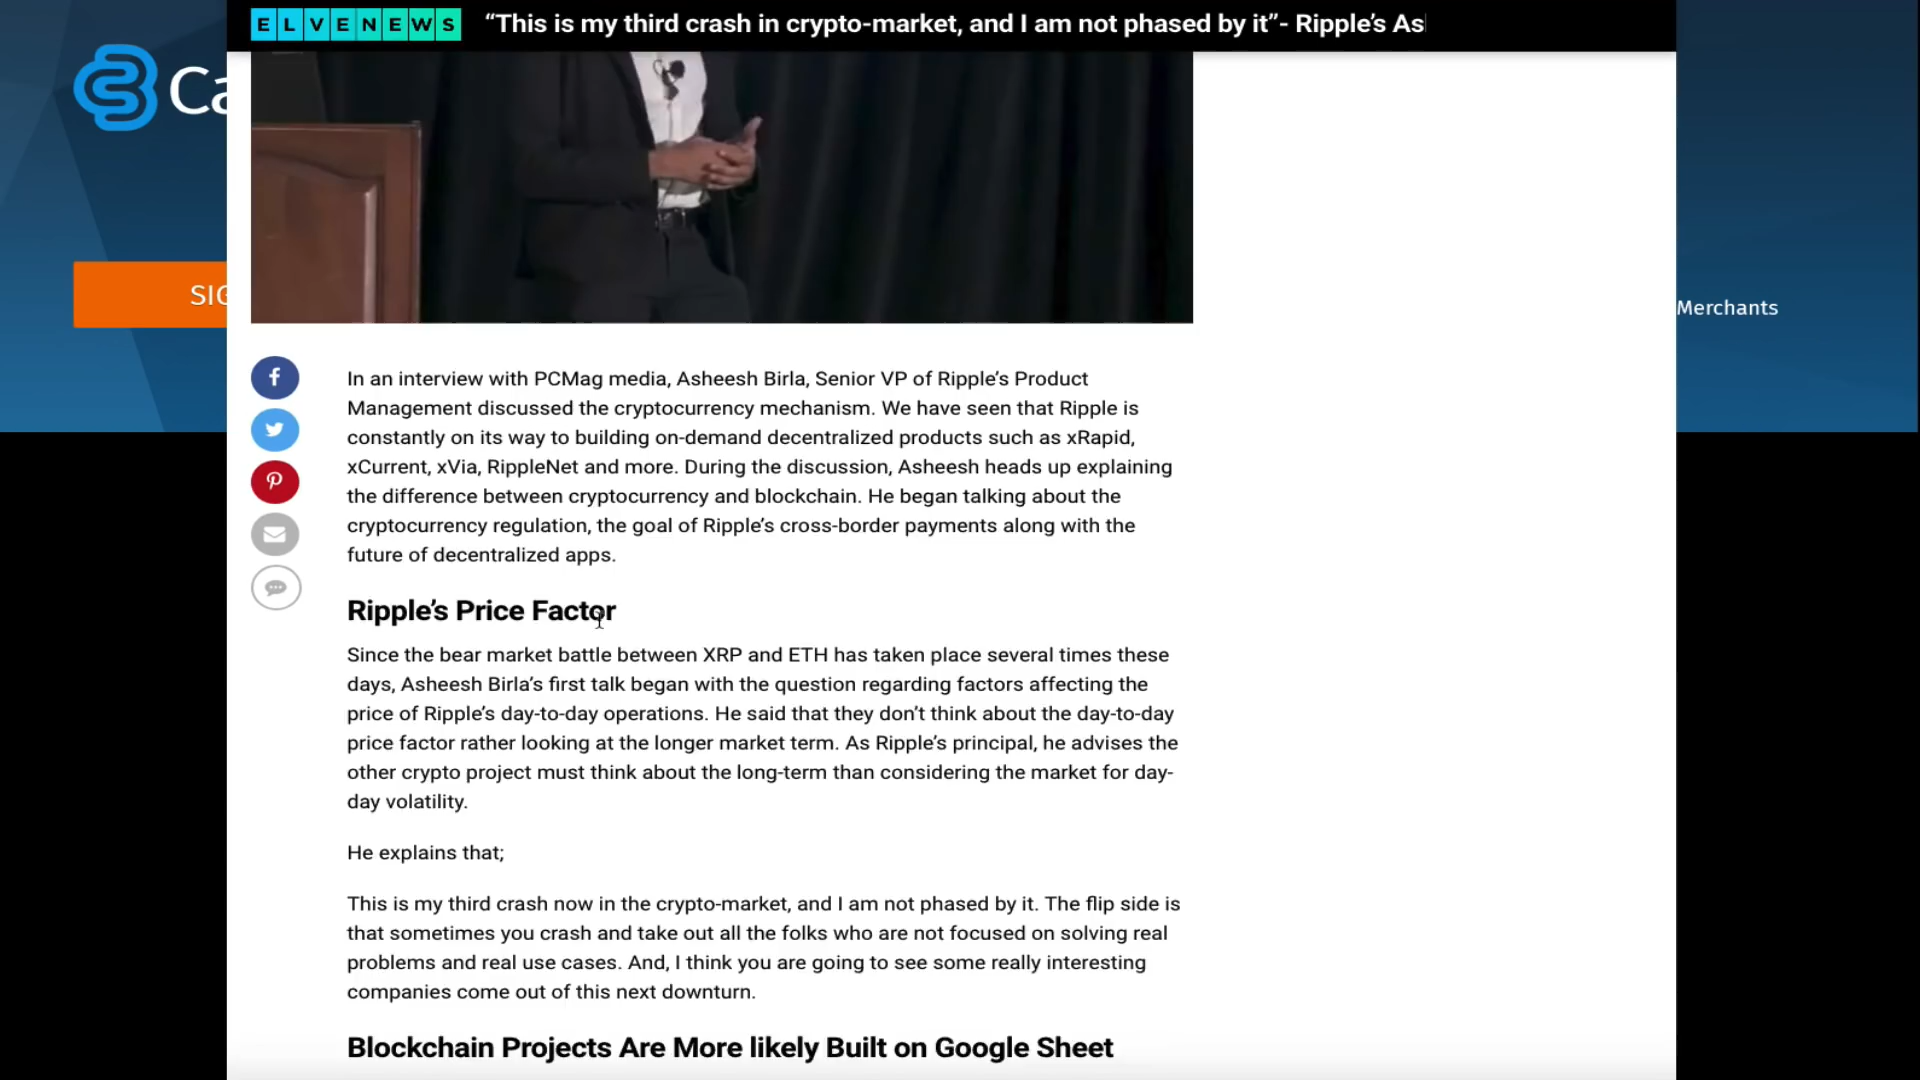 ELVENEWS
“This is my third crash in crypto-market, and I am not phased by it”- Ripple’s As
Ca
SIG
Merchants
In an interview with PCMag media, Asheesh Birla, Senior VP of Ripple’s Product
Management discussed the cryptocurrency mechanism. We have seen that Ripple is
constantly on its way to building on-demand decentralized products such as xRapid,
xCurrent, xVia, RippleNet and more. During the discussion, Asheesh heads up explaining
the difference between cryptocurrency and blockchain. He began talking about the
cryptocurrency regulation, the goal of Ripple’s cross-border payments along with the
future of decentralized apps.
Ripple’s Price Factor
Since the bear market battle between XRP and ETH has taken place several times these
days, Asheesh Birla’s first talk began with the question regarding factors affecting the
price of Ripple’s day-to-day operations. He said that they don’t think about the day-to-day
price factor rather looking at the longer market term. As Ripple’s principal, he advises the
other crypto project must think about the long-term than considering the market for day-
day volatility.
He explains that;
This is my third crash now in the crypto-market, and I am not phased by it. The flip side is
that sometimes you crash and take out all the folks who are not focused on solving real
problems and real use cases. And, I think you are going to see some really interesting
companies come out of this next downturn.
Blockchain Projects Are More likely Built on Google Sheet